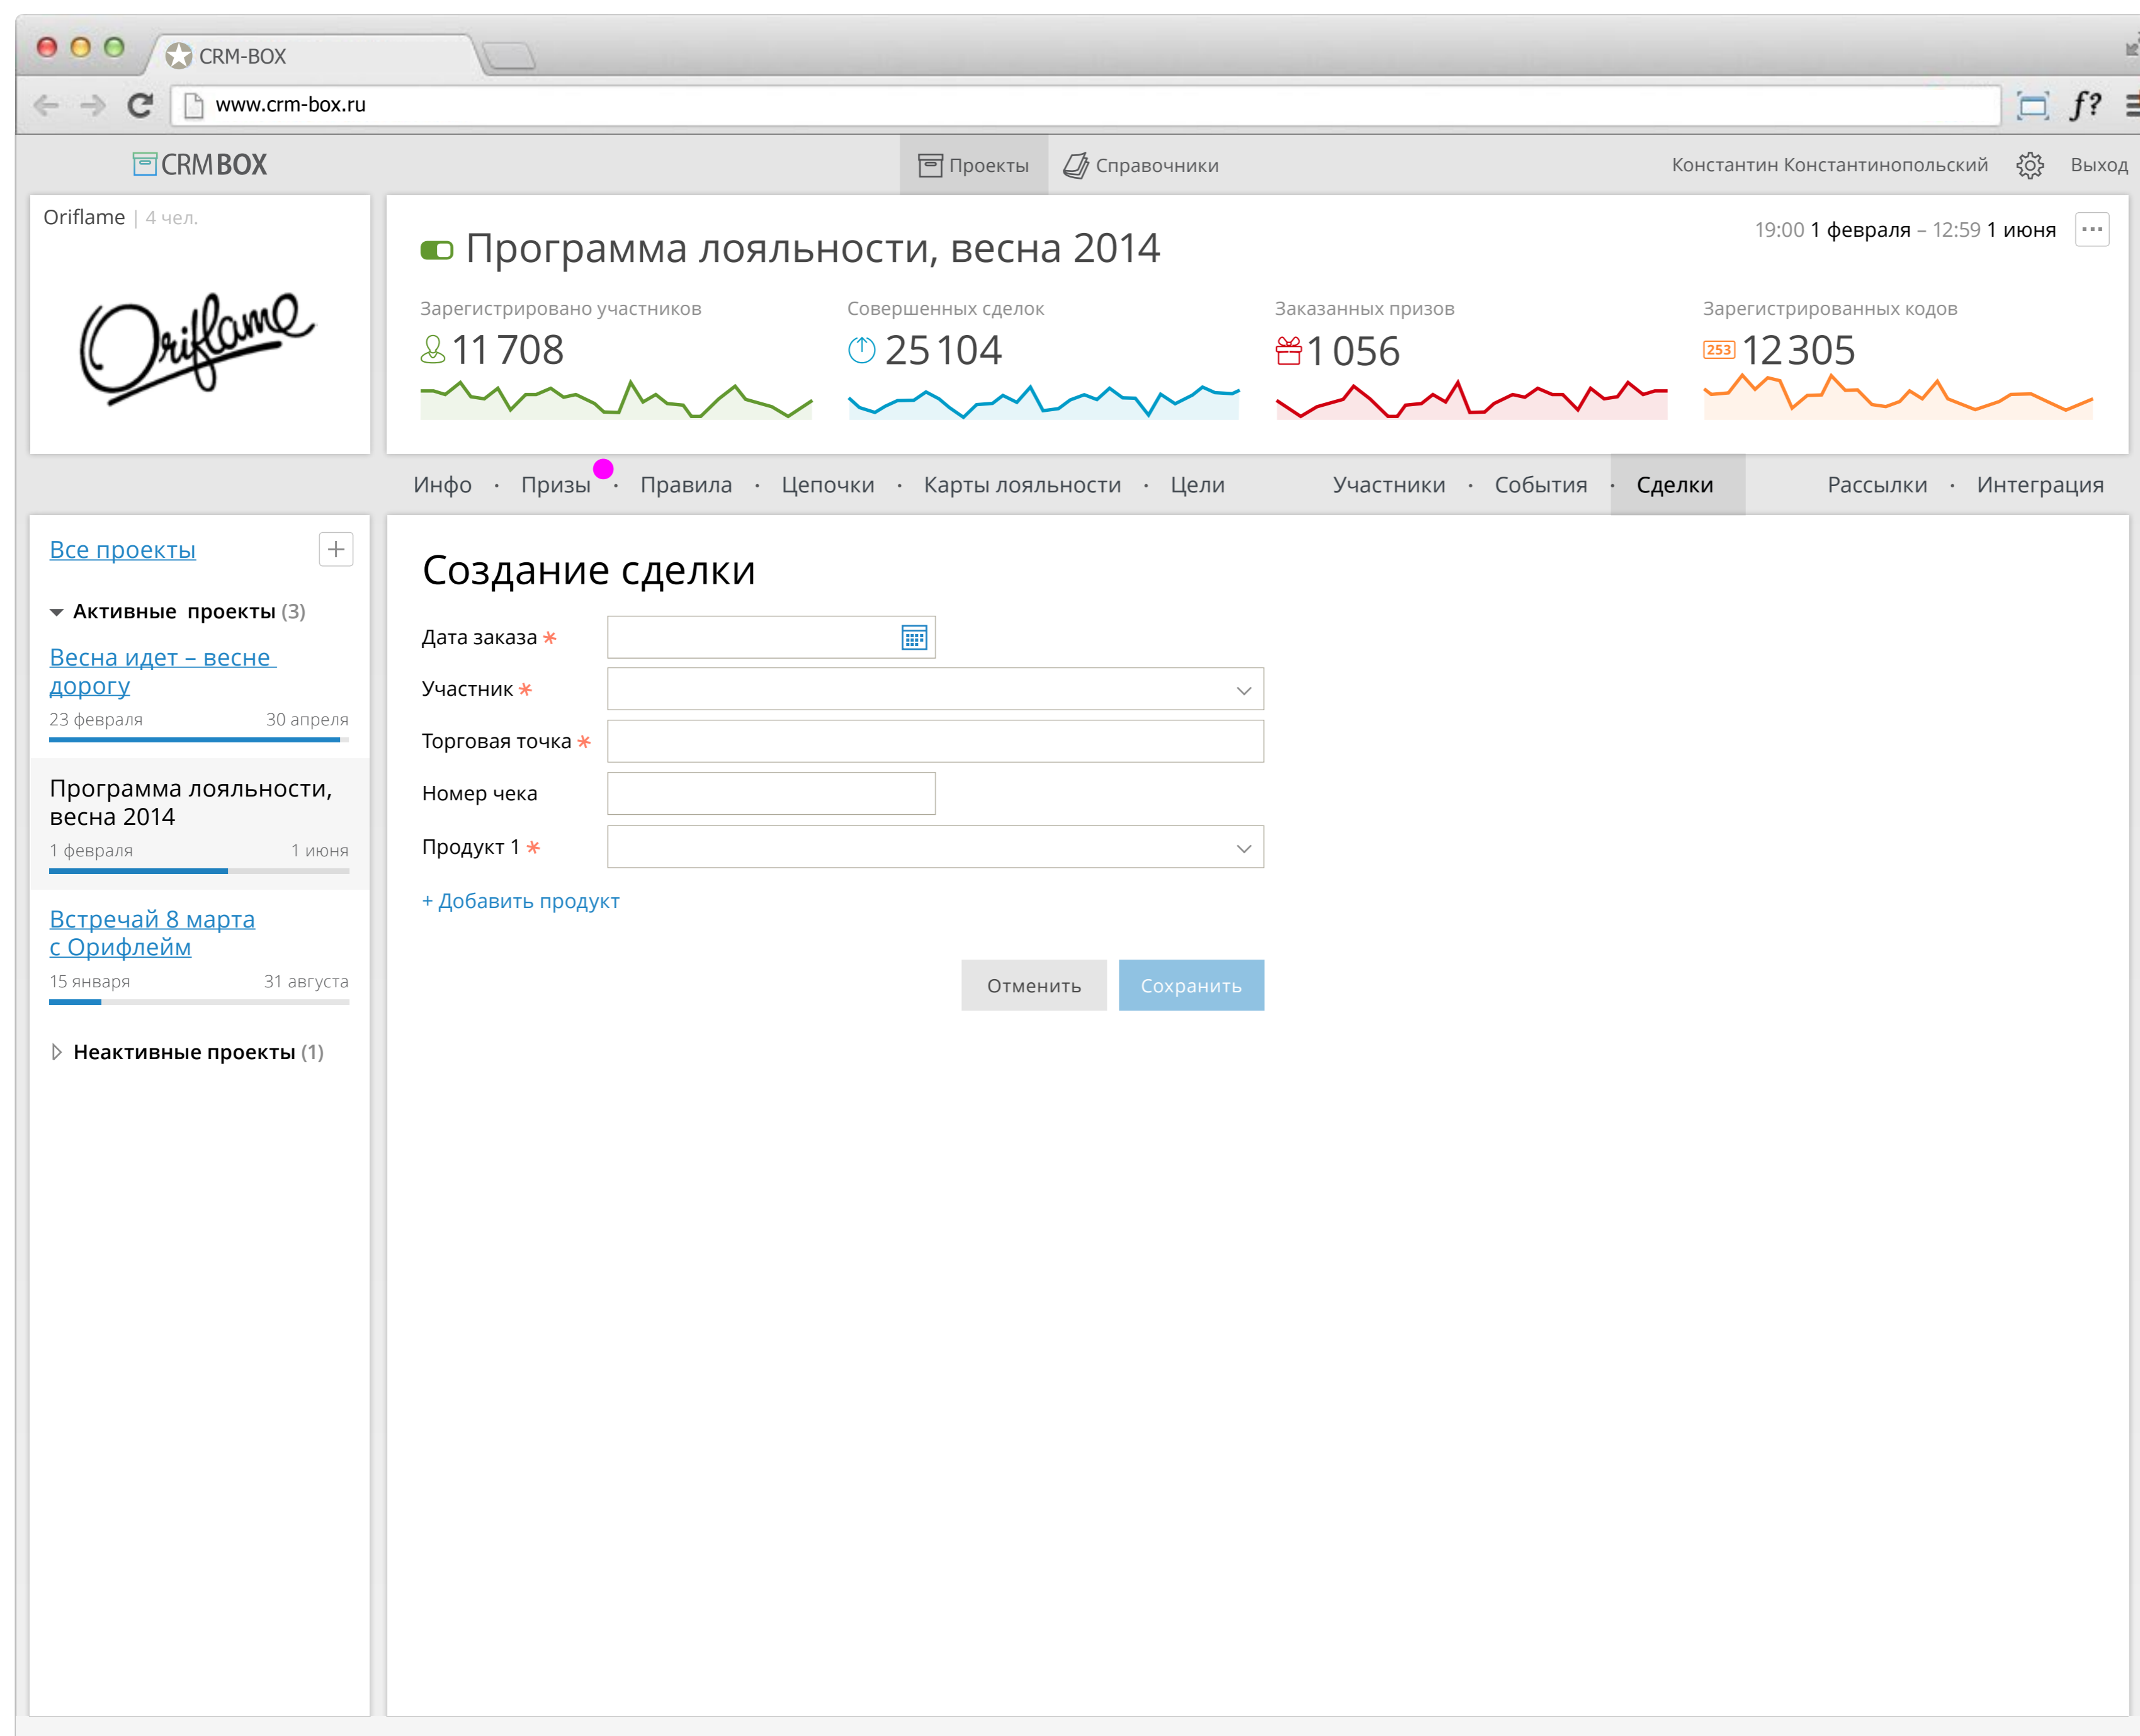 CRM-BOX
www.crm-box.ru
f?
CRMBOX
Проекты
Справочники
Константин Константинопольский
Выход
Oriflame | 4 чел.
Oriflame
Программа лояльности, весна 2014
19:00 1 февраля – 12:59 1 июня
Зарегистрировано участников
11 708
Совершенных сделок
25 104
Заказанных призов
1 056
Зарегистрированных кодов
253
12 305
Инфо · Призы · Правила · Цепочки · Карты лояльности · Цели
Участники · События · Сделки
Рассылки · Интеграция
Все проекты
Активные проекты (3)
Весна идет – весне
дорогу
23 февраля
30 апреля
Программа лояльности,
весна 2014
1 февраля
1 июня
Встречай 8 марта
с Орифлейм
15 января
31 августа
Неактивные проекты (1)
Создание сделки
Дата заказа *
Участник *
Торговая точка *
Номер чека
Продукт 1 *
+ Добавить продукт
Отменить
Сохранить